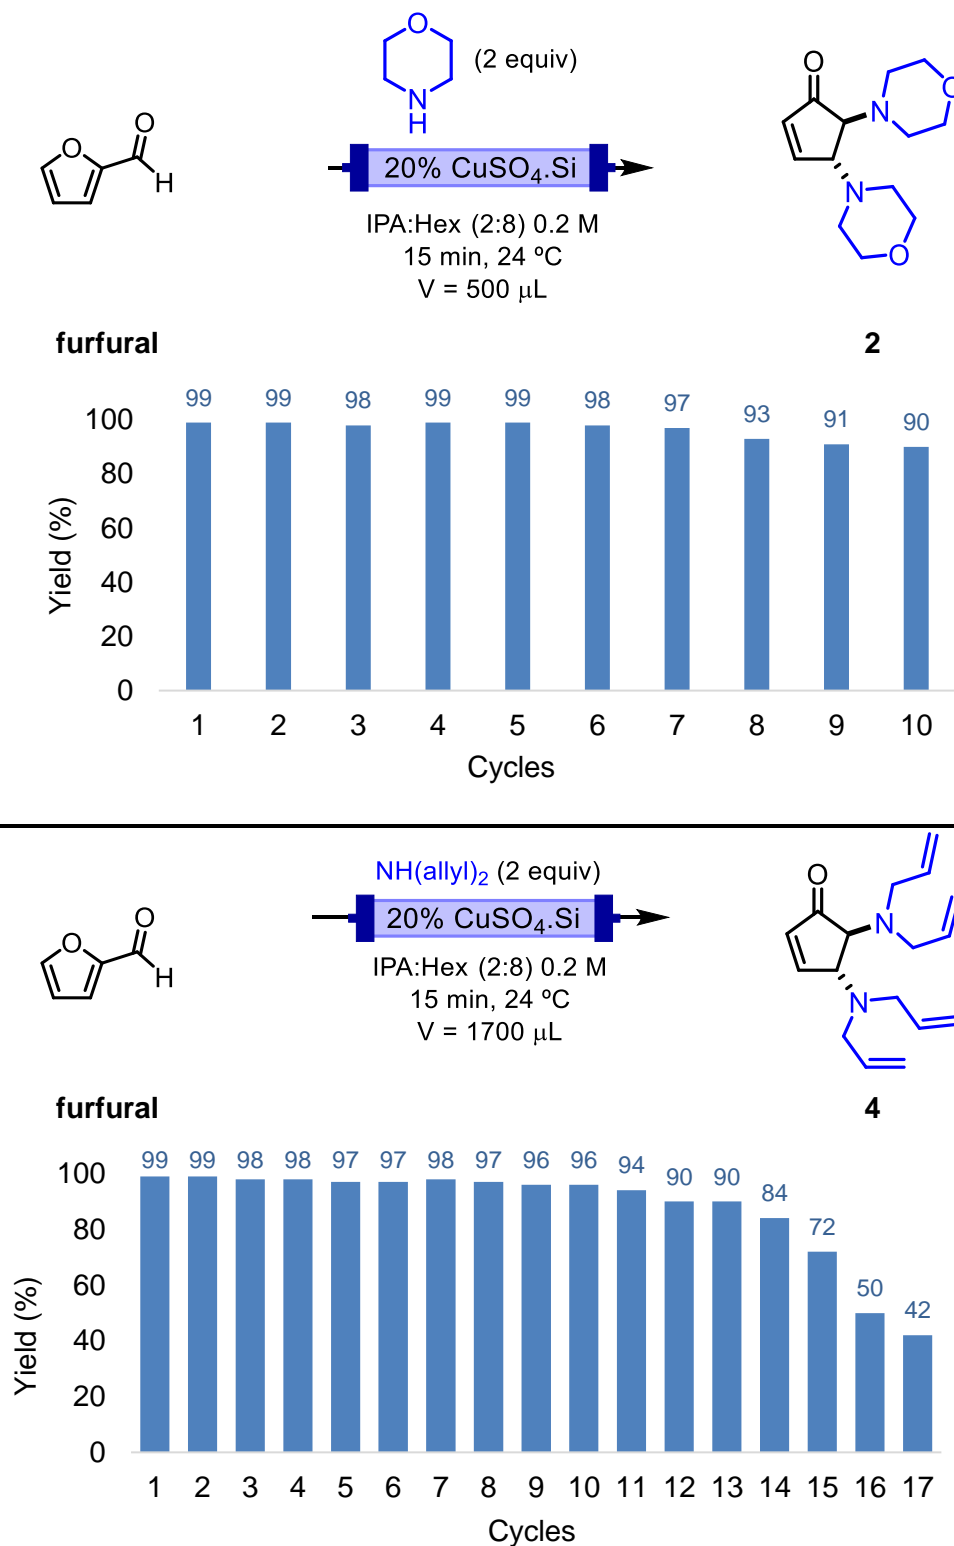 O
N
H
(2 equiv)
O
O
H
20% CuSO4.Si
O
N
O
N
O
IPA:Hex (2:8) 0.2 M
15 min, 24 ºC
V = 500 μL
furfural
2
99 99 98 99 99 98 97 93 91 90
100
80
60
40
20
0
Yield (%)
1 2 3 4 5 6 7 8 9 10
Cycles
NH(allyl)2 (2 equiv)
O
O
H
20% CuSO4.Si
O
N
N
IPA:Hex (2:8) 0.2 M
15 min, 24 ºC
V = 1700 μL
furfural
4
99 99 98 98 97 97 98 97 96 96 94 90 90 84 72 50 42
100
80
60
40
20
0
Yield (%)
1 2 3 4 5 6 7 8 9 10 11 12 13 14 15 16 17
Cycles